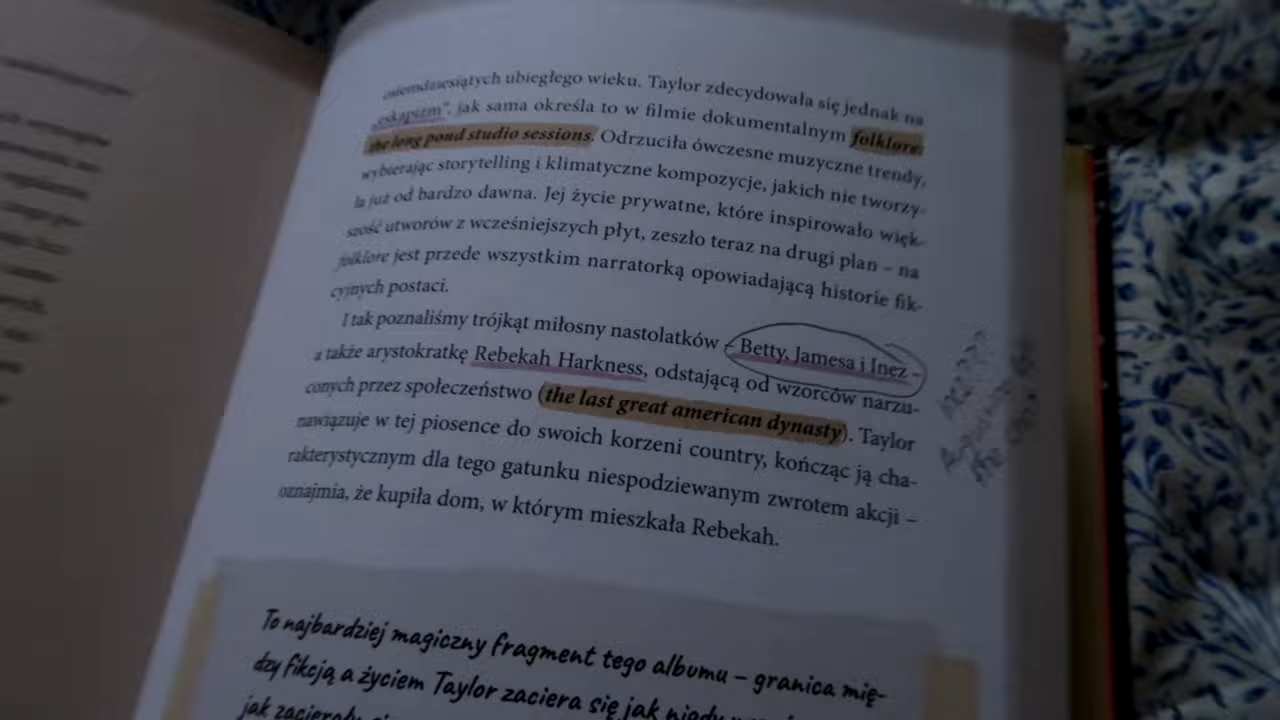 osiemdziesiątych ubiegłego wieku. Taylor zdecydowała się jednak na
„eskapizm”, jak sama określa to w filmie dokumentalnym folklore:
the long pond studio sessions. Odrzuciła ówczesne muzyczne trendy,
wybierając storytelling i klimatyczne kompozycje, jakich nie tworzy-
ła już od bardzo dawna. Jej życie prywatne, które inspirowało więk-
szość utworów z wcześniejszych płyt, zeszło teraz na drugi plan – na
folklore jest przede wszystkim narratorką opowiadającą historie fik-
cyjnych postaci.
I tak poznaliśmy trójkąt miłosny nastolatków – Betty, Jamesa i Inez –
a także arystokratkę Rebekah Harkness, odstającą od wzorców narzu-
conych przez społeczeństwo (the last great american dynasty). Taylor
nawiązuje w tej piosence do swoich korzeni country, kończąc ją cha-
rakterystycznym dla tego gatunku niespodziewanym zwrotem akcji –
oznajmia, że kupiła dom, w którym mieszkała Rebekah.
To najbardziej magiczny fragment tego albumu – granica mię-
dzy fikcją a życiem Taylor zaciera się jak nigdy
jak